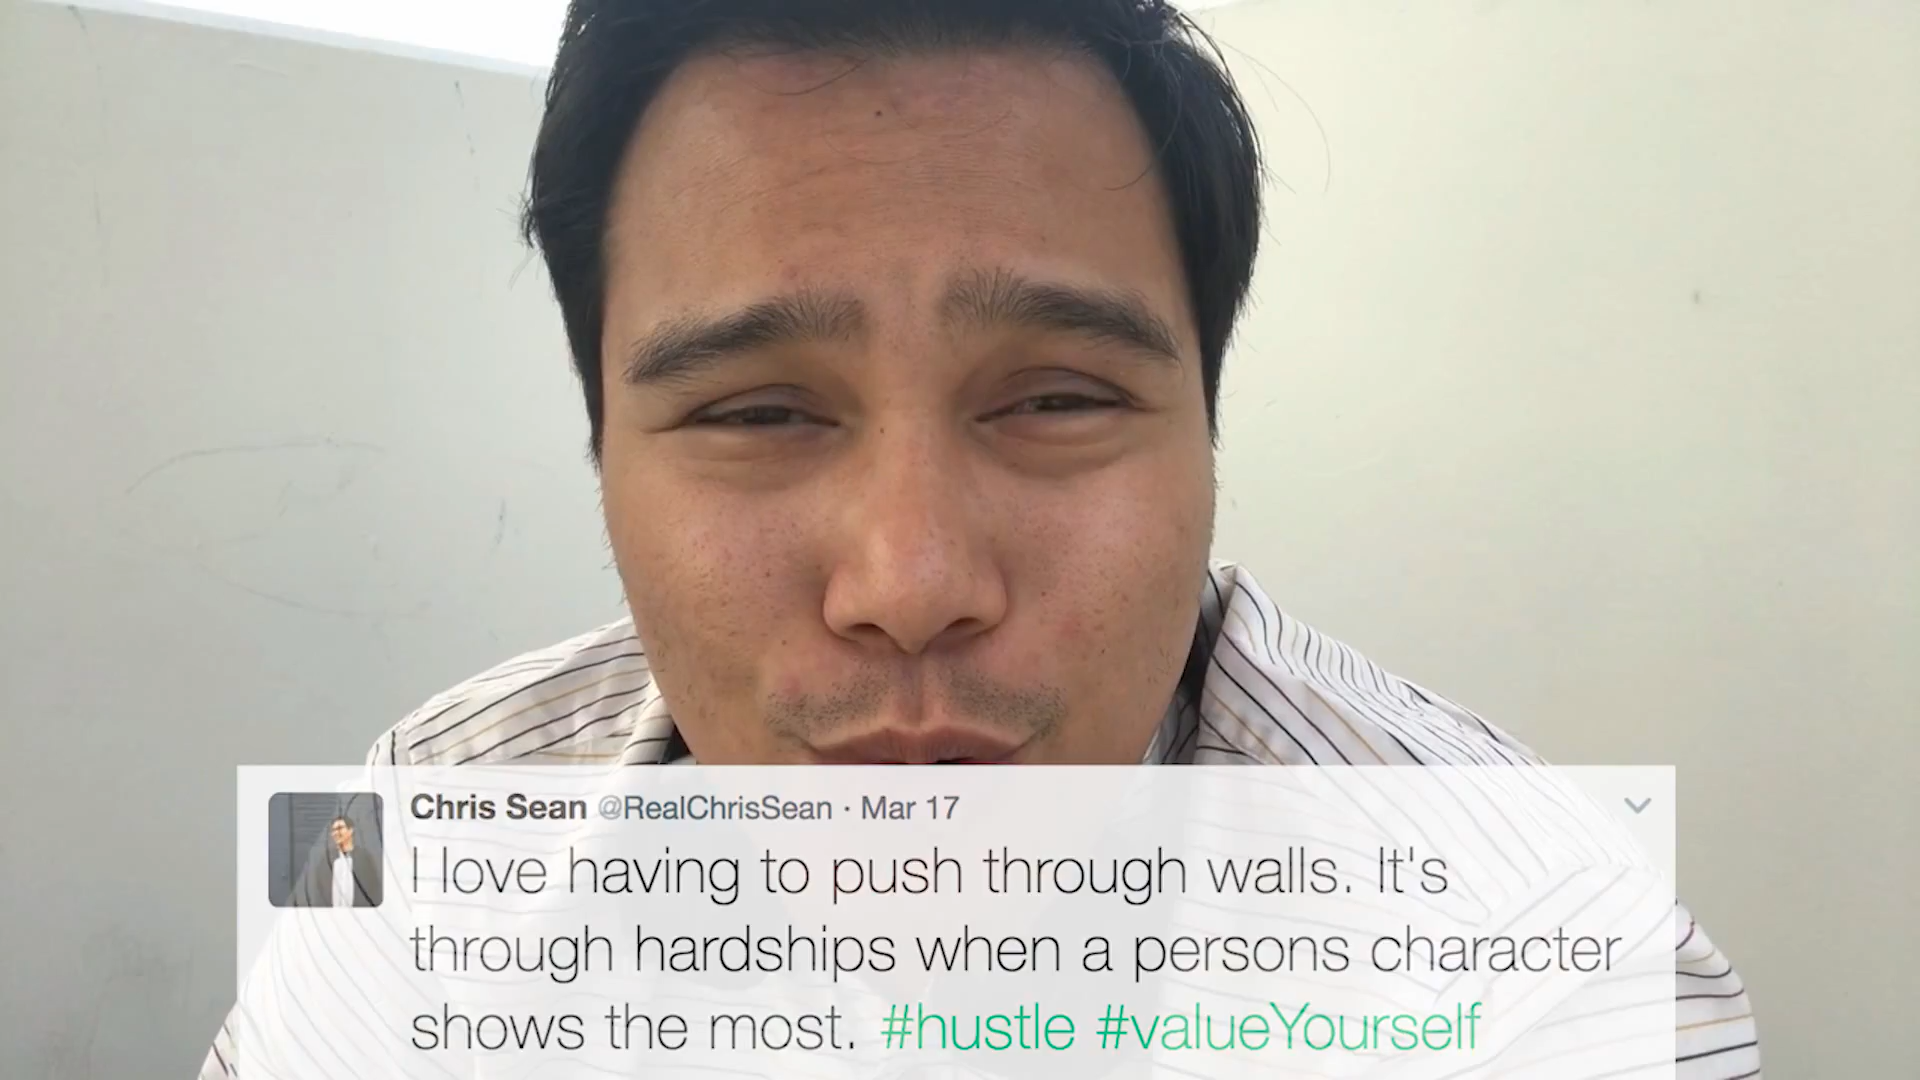 Chris Sean @RealChrisSean · Mar 17
I love having to push through walls. It's
through hardships when a persons character
shows the most. #hustle #valueYourself